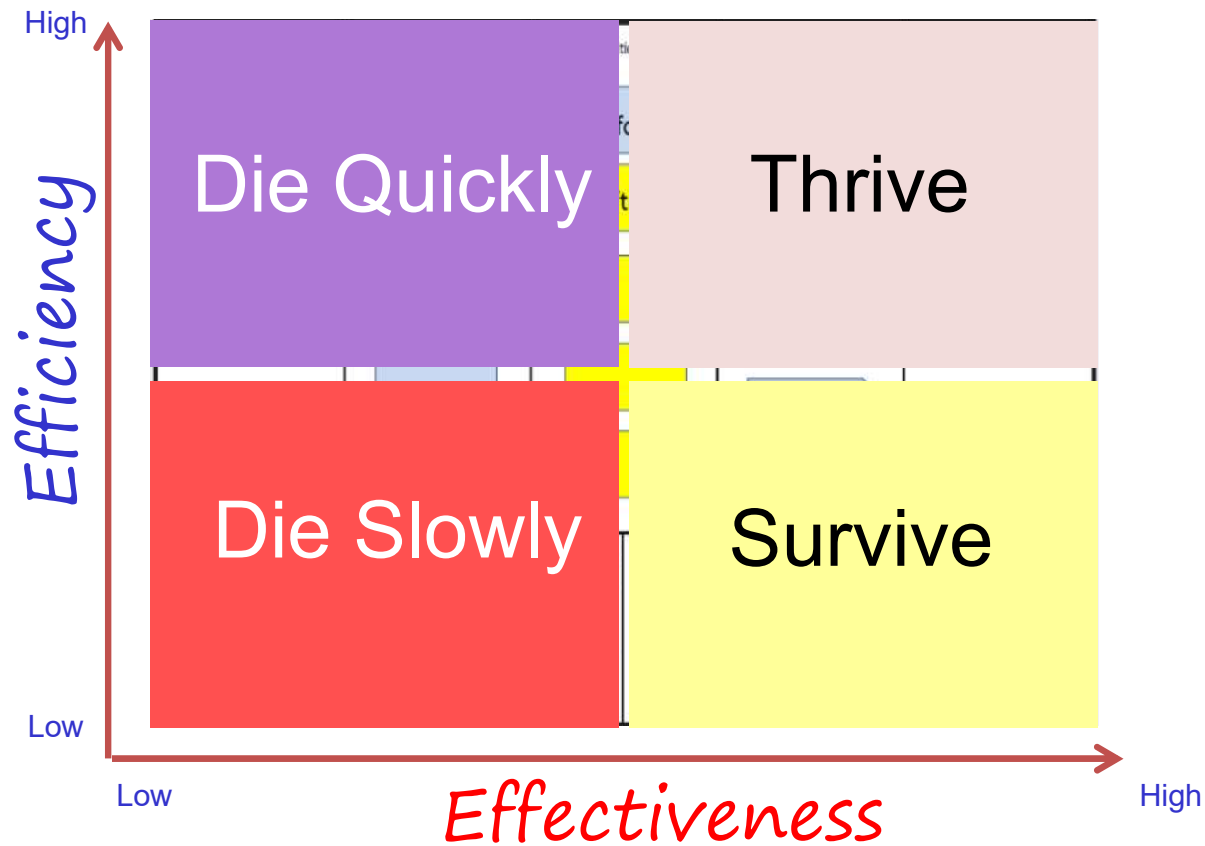 High
Die Quickly
Thrive
Efficiency
Die Slowly
Survive
Low
Low
High
Effectiveness